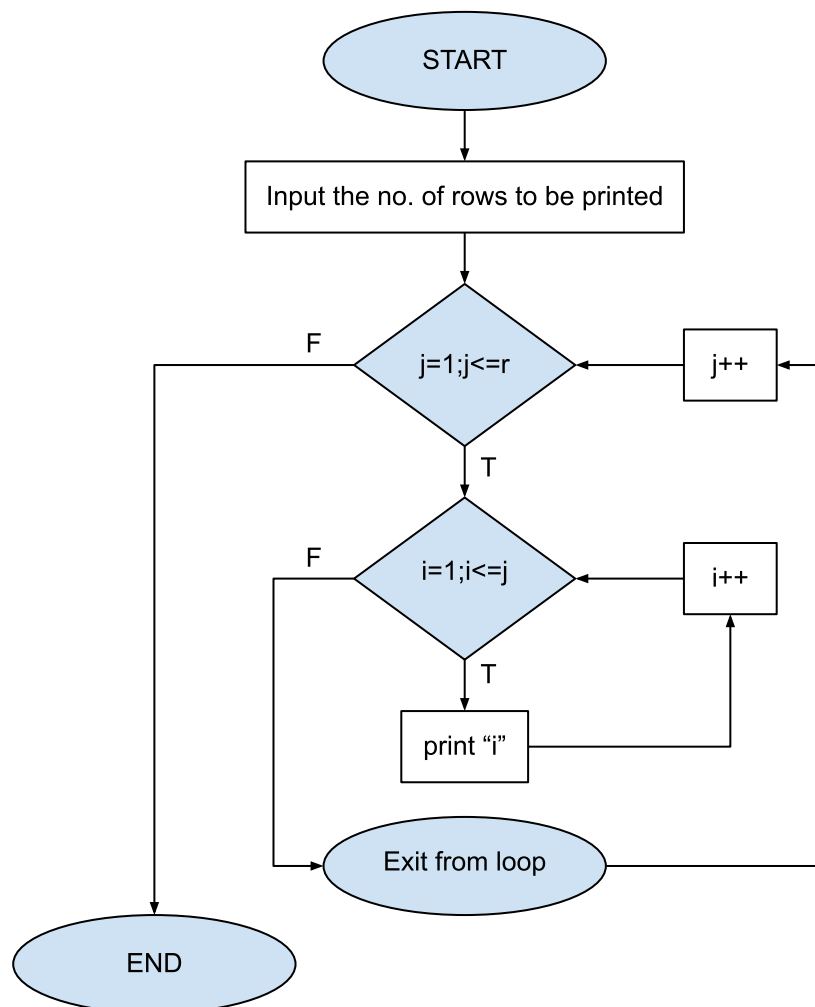 START
Input the no. of rows to be printed
F
j=1;j<=r
j++
T
F
i=1;i<=j
i++
T
print “i”
Exit from loop
END